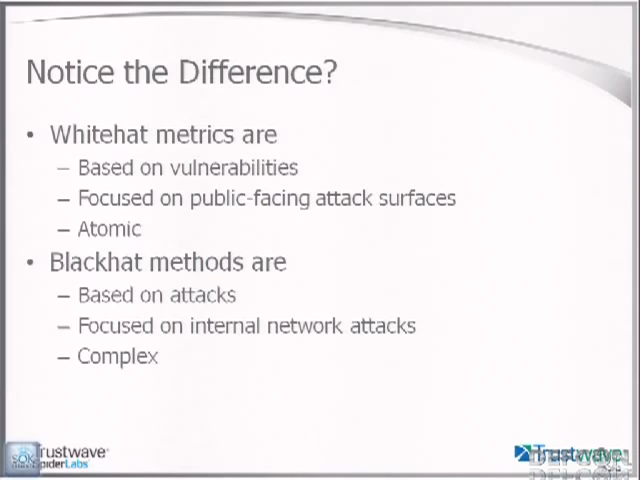 Notice the Difference?
• Whitehat metrics are
– Based on vulnerabilities
– Focused on public-facing attack surfaces
– Atomic
• Blackhat methods are
– Based on attacks
– Focused on internal network attacks
– Complex
SpiderLabs
Trustwave